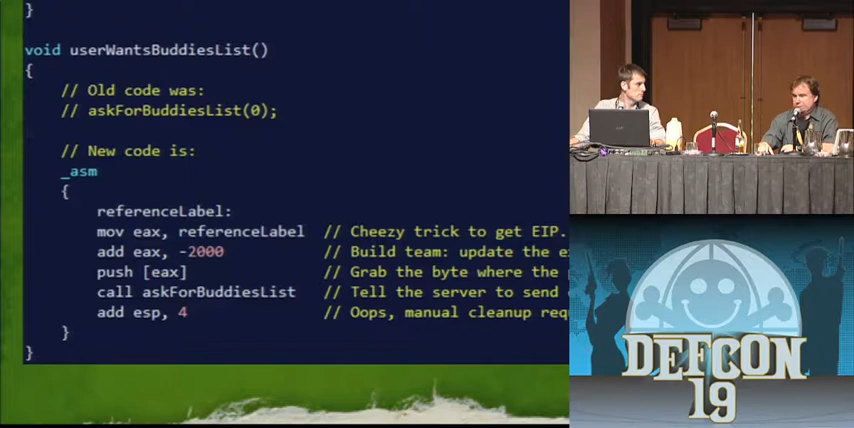 }
void userWantsBuddiesList()
{
// Old code was:
// askForBuddiesList(0);
// New code is:
_asm
{
referenceLabel:
mov eax, referenceLabel // Cheezy trick to get EIP.
add eax, -2000 // Build team: update the
push [eax] // Grab the byte where the
call askForBuddiesList // Tell the server to send
add esp, 4 // Oops, manual cleanup
}
}
DEFCON
19